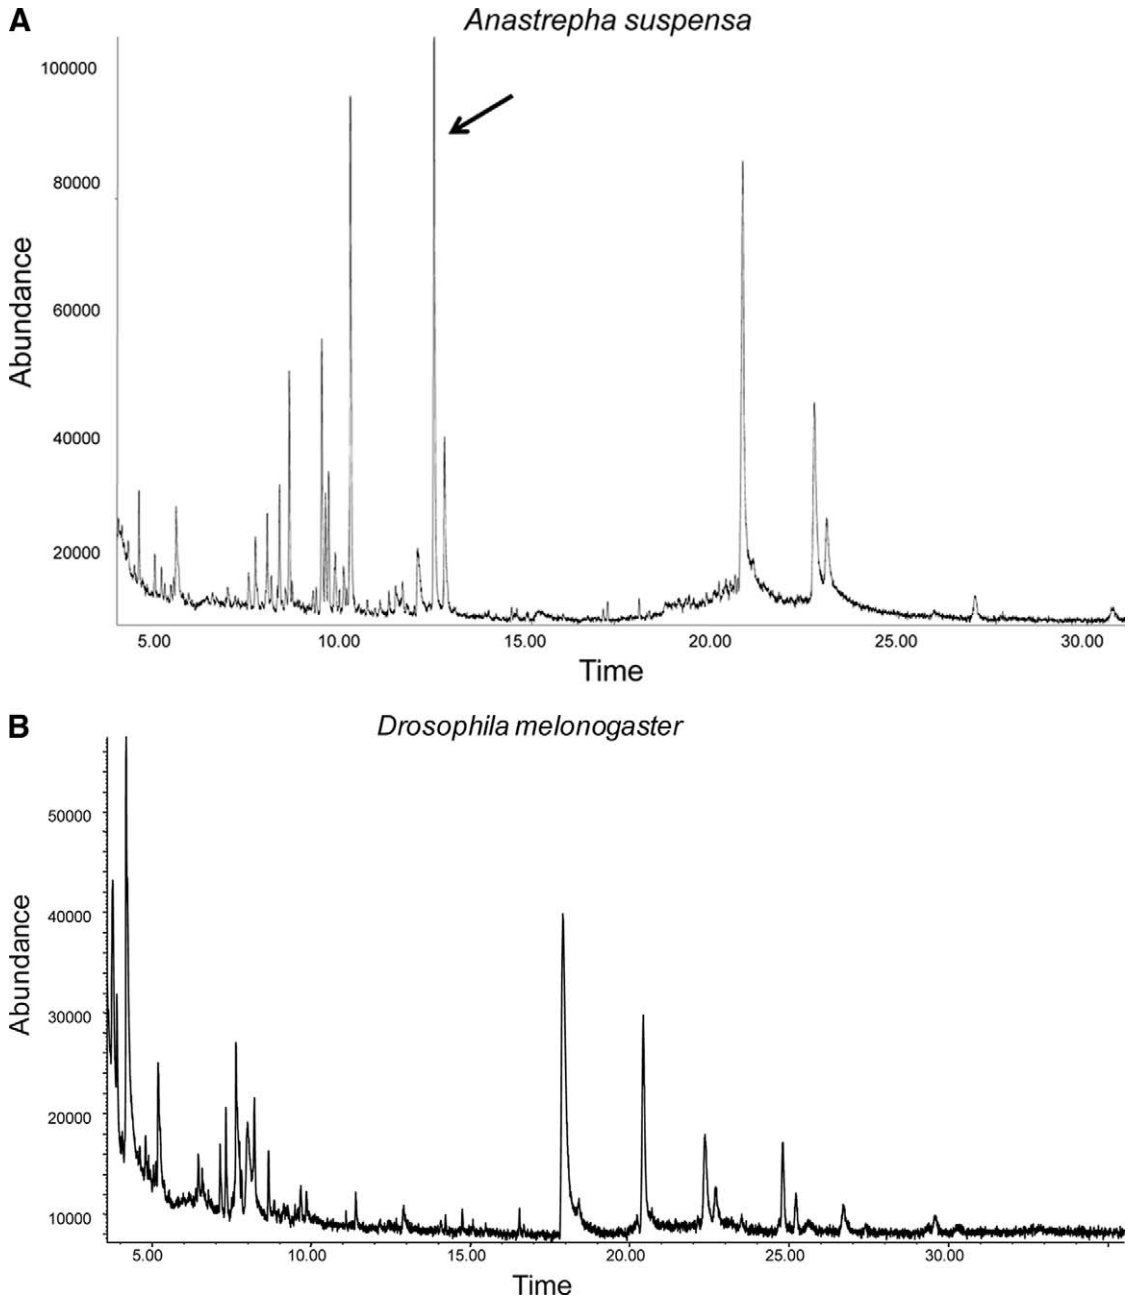 A
Anastrepha suspensa
100000
80000
60000
40000
20000
Abundance
5.00 10.00 15.00 20.00 25.00 30.00
Time
B
Drosophila melonogaster
50000
40000
30000
20000
10000
Abundance
5.00 10.00 15.00 20.00 25.00 30.00
Time